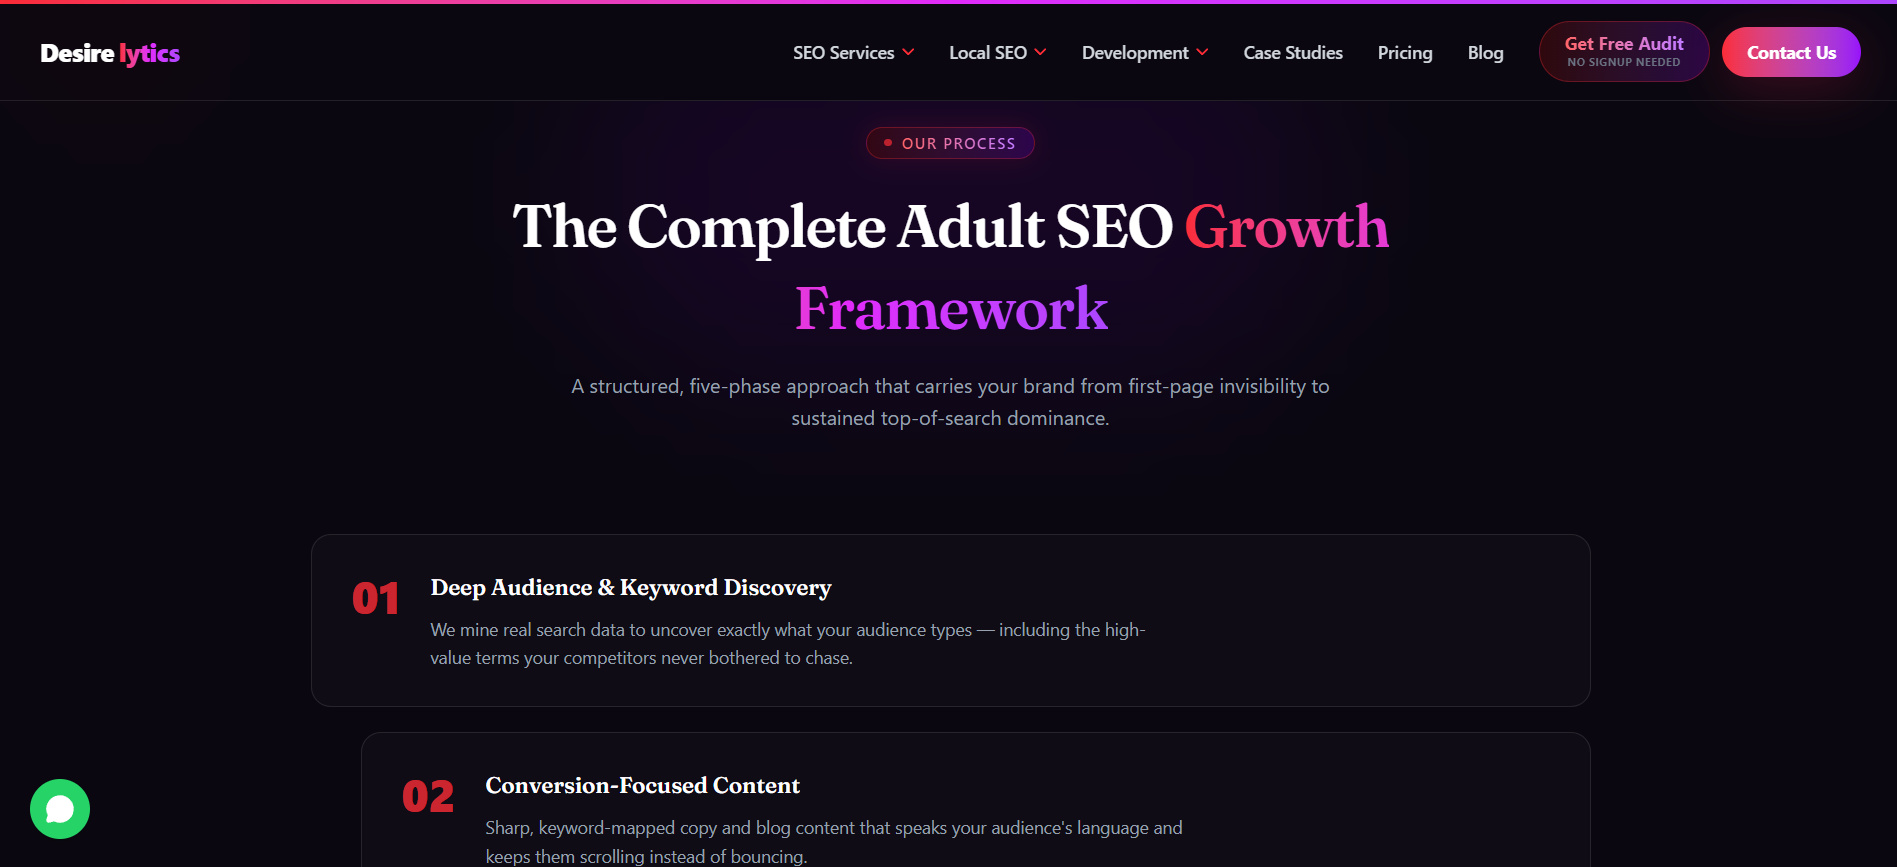 Desire lytics
SEO Services
Local SEO
Development
Case Studies
Pricing
Blog
Get Free Audit
NO SIGNUP NEEDED
Contact Us
OUR PROCESS
The Complete Adult SEO Growth
Framework
A structured, five-phase approach that carries your brand from first-page invisibility to
sustained top-of-search dominance.
01
Deep Audience & Keyword Discovery
We mine real search data to uncover exactly what your audience types — including the high-
value terms your competitors never bothered to chase.
02
Conversion-Focused Content
Sharp, keyword-mapped copy and blog content that speaks your audience's language and
keeps them scrolling instead of bouncing.